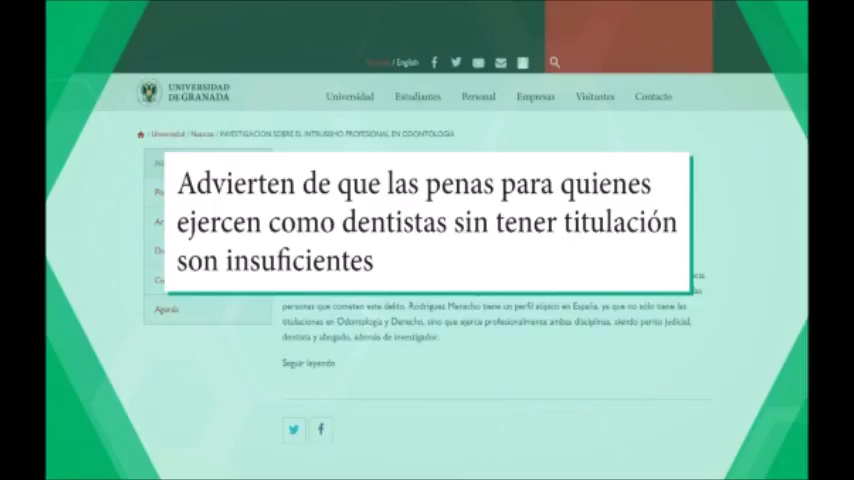 / English
UNIVERSIDAD
DE GRANADA
Universidad Estudiantes Personal Empresas Visitantes Contacto
/ Universidad / Noticias / INVESTIGACION SOBRE EL INTRUSISMO PROFESIONAL EN ODONTOLOGIA
Advierten de que las penas para quienes
ejercen como dentistas sin tener titulación
son insuficientes
personas que cometen este delito. Rodríguez Menacho tiene un perfil atípico en España, ya que no sólo tiene las
titulaciones en Odontología y Derecho, sino que ejerce profesionalmente ambas disciplinas, siendo perito judicial,
dentista y abogado, además de investigador.
Agenda
Seguir leyendo